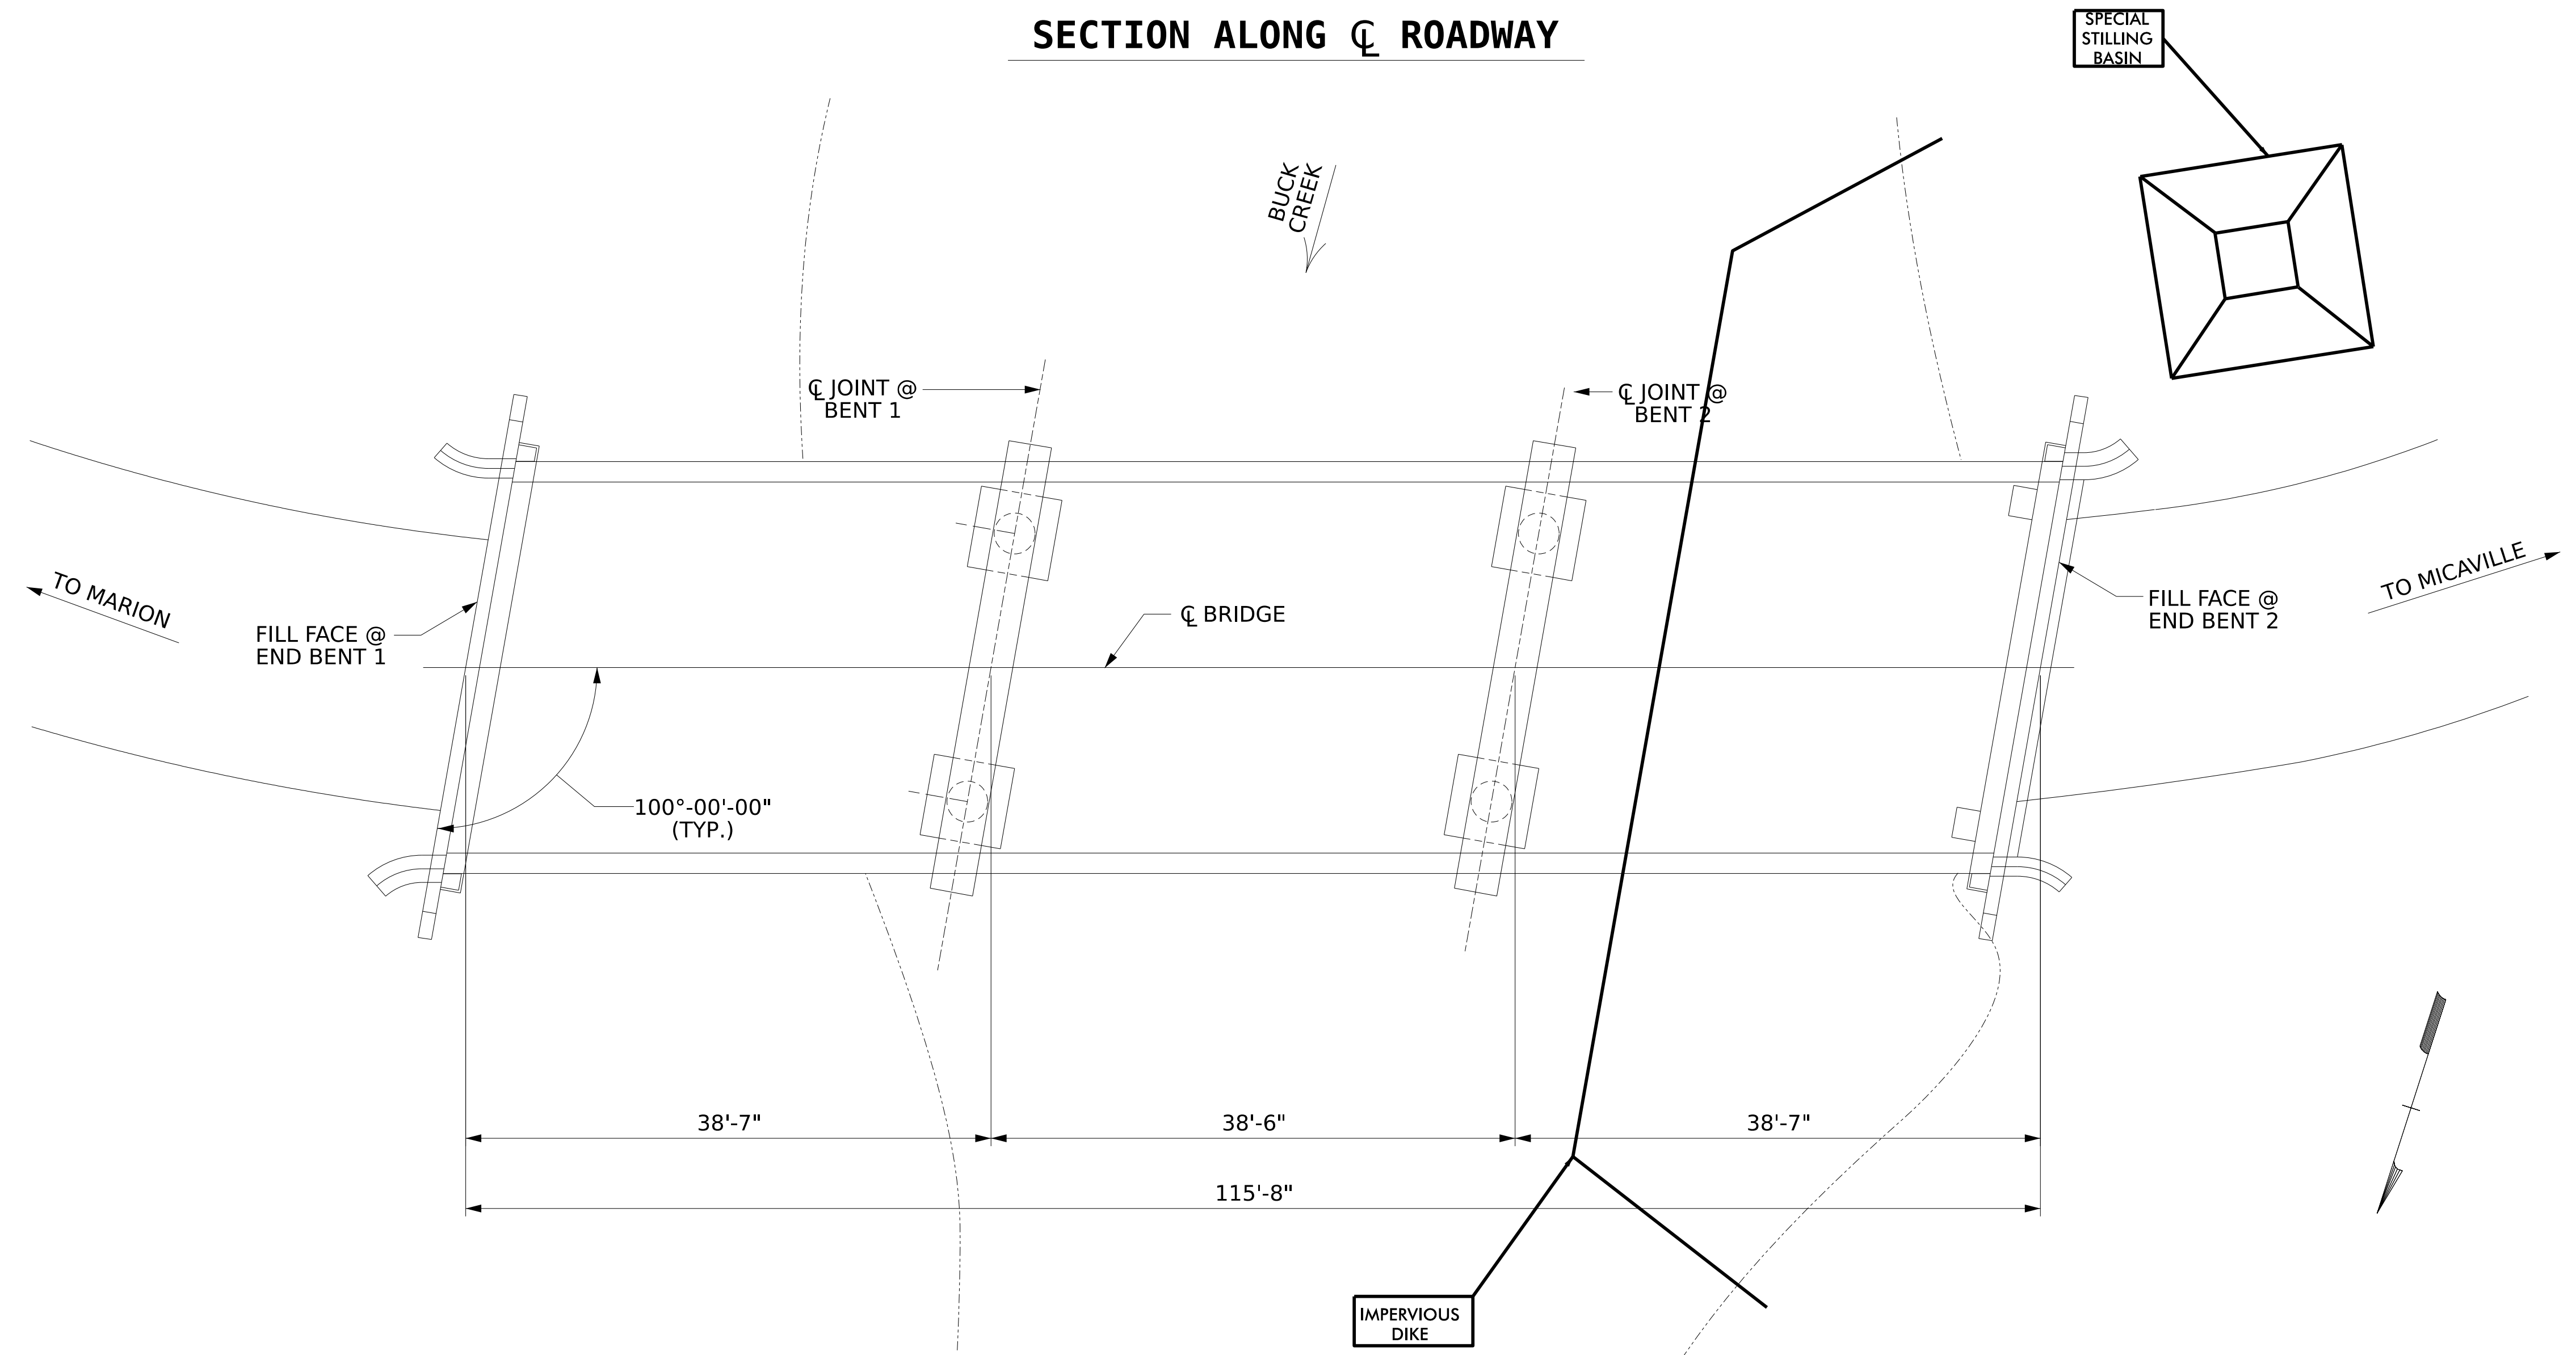 SECTION ALONG ℄ ROADWAY
SPECIAL
STILLING
BASIN
BUCK
CREEK
℄ JOINT @
BENT 1
℄ JOINT @
BENT 2
TO MARION
FILL FACE @
END BENT 1
℄ BRIDGE
TO MICAVILLE
FILL FACE @
END BENT 2
100°-00'-00"
(TYP.)
38'-7"
38'-6"
38'-7"
115'-8"
IMPERVIOUS
DIKE